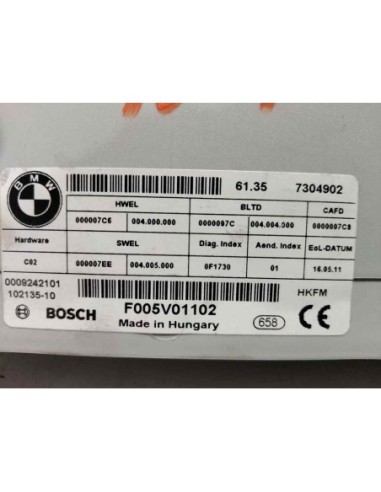 BMW
61.35 7304902
HWEL BLTD CAFD
000007C6 004.000.000 0000097C 004.004.000 0000007C8
Hardware SWEL Diag. Index Aend. Index EoL-DATUM
C02 000007EE 004.005.000 0F1730 01 16.05.11
0009242101
102135-10
HKFM
BOSCH F005V01102
Made in Hungary
658 CE